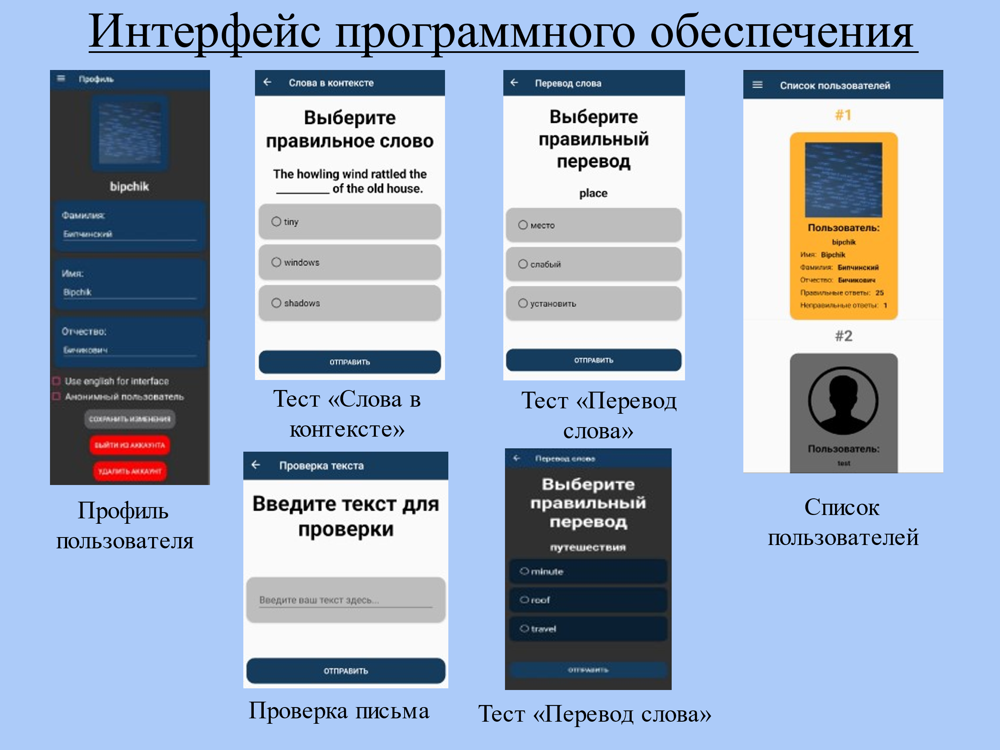 Интерфейс программного обеспечения
Профиль
bipchik
Фамилия:
Бипчинский
Имя:
Bipchik
Отчество:
Бичикович
Use english for interface
Анонимный пользователь
СОХРАНИТЬ ИЗМЕНЕНИЯ
ВЫЙТИ ИЗ АККАУНТА
УДАЛИТЬ АККАУНТ
Профиль
пользователя
Слова в контексте
Выберите
правильное слово
The howling wind rattled the
_________ of the old house.
tiny
windows
shadows
ОТПРАВИТЬ
Тест «Слова в
контексте»
Перевод слова
Выберите
правильный
перевод
place
место
слабый
установить
ОТПРАВИТЬ
Тест «Перевод
слова»
Список пользователей
#1
Пользователь:
bipchik
Имя: Bipchik
Фамилия: Бипчинский
Отчество: Бичикович
Правильные ответы: 25
Неправильные ответы: 1
#2
Пользователь:
test
Список
пользователей
Проверка текста
Введите текст для
проверки
Введите ваш текст здесь...
ОТПРАВИТЬ
Проверка письма
Перевод слова
Выберите
правильный
перевод
путешествия
minute
roof
travel
ОТПРАВИТЬ
Тест «Перевод слова»